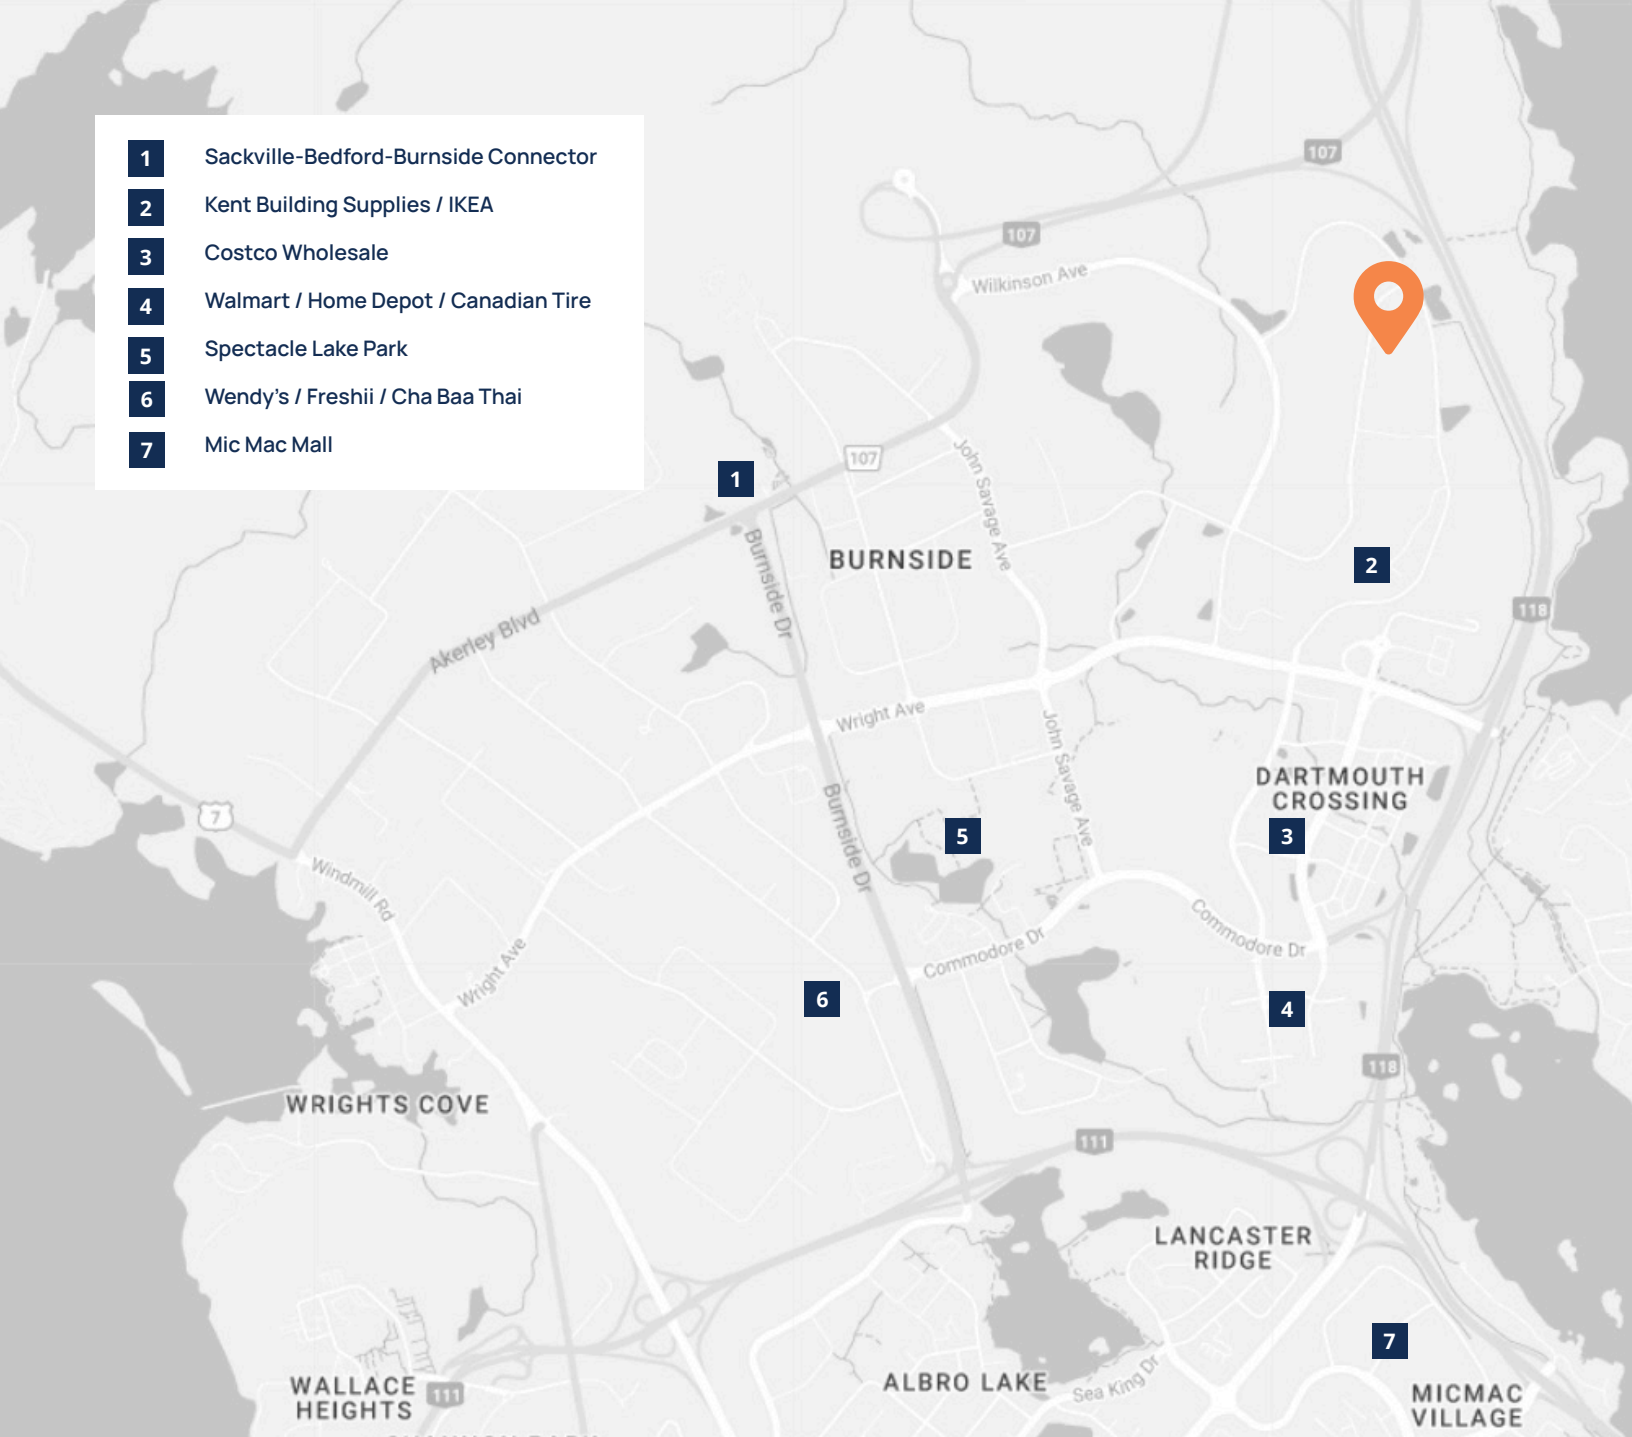 1 Sackville-Bedford-Burnside Connector
2 Kent Building Supplies / IKEA
3 Costco Wholesale
4 Walmart / Home Depot / Canadian Tire
5 Spectacle Lake Park
6 Wendy's / Freshii / Cha Baa Thai
7 Mic Mac Mall
107
107
Wilkinson Ave
107
1
John Savage Ave
Burnside Dr
BURNSIDE
2
118
Akerley Blvd
Wright Ave
John Savage Ave
DARTMOUTH
CROSSING
7
Burnside Dr
5
3
Windmill Rd
Wright Ave
Commodore Dr
Commodore Dr
6
4
118
WRIGHTS COVE
111
LANCASTER
RIDGE
7
WALLACE
HEIGHTS
111
ALBRO LAKE
Sea King Dr
MICMAC
VILLAGE